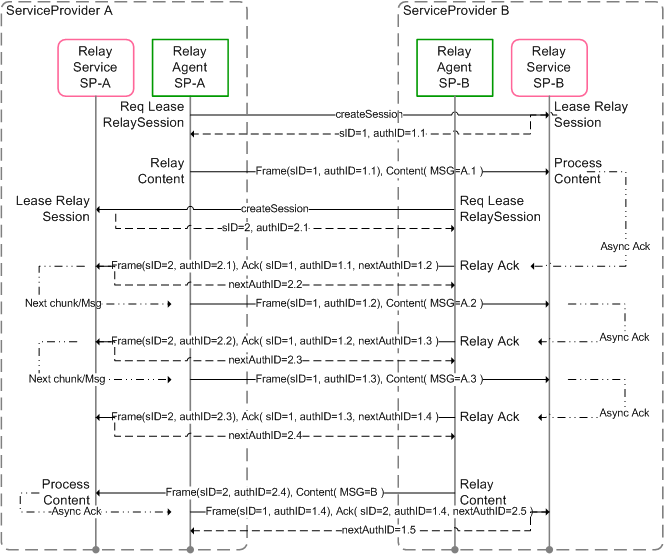 ServiceProvider A
ServiceProvider B
Relay
Service
SP-A
Relay
Agent
SP-A
Relay
Agent
SP-B
Relay
Service
SP-B
Req Lease
RelaySession
createSession
Lease Relay
Session
sID=1, authID=1.1
Relay
Content
Frame(sID=1, authID=1.1), Content( MSG=A.1 )
Process
Content
Lease Relay
Session
createSession
Req Lease
RelaySession
sID=2, authID=2.1
Async Ack
Frame(sID=2, authID=2.1), Ack( sID=1, authID=1.1, nextAuthID=1.2 )
Relay Ack
nextAuthID=2.2
Next chunk/Msg
Frame(sID=1, authID=1.2), Content( MSG=A.2 )
Async Ack
Frame(sID=2, authID=2.2), Ack( sID=1, authID=1.2, nextAuthID=1.3 )
Relay Ack
nextAuthID=2.3
Next chunk/Msg
Frame(sID=1, authID=1.3), Content( MSG=A.3 )
Async Ack
Frame(sID=2, authID=2.3), Ack( sID=1, authID=1.3, nextAuthID=1.4 )
Relay Ack
nextAuthID=2.4
Process
Content
Frame(sID=2, authID=2.4), Content( MSG=B )
Relay
Content
Async Ack
Frame(sID=1, authID=1.4), Ack( sID=2, authID=1.4, nextAuthID=2.5 )
nextAuthID=1.5